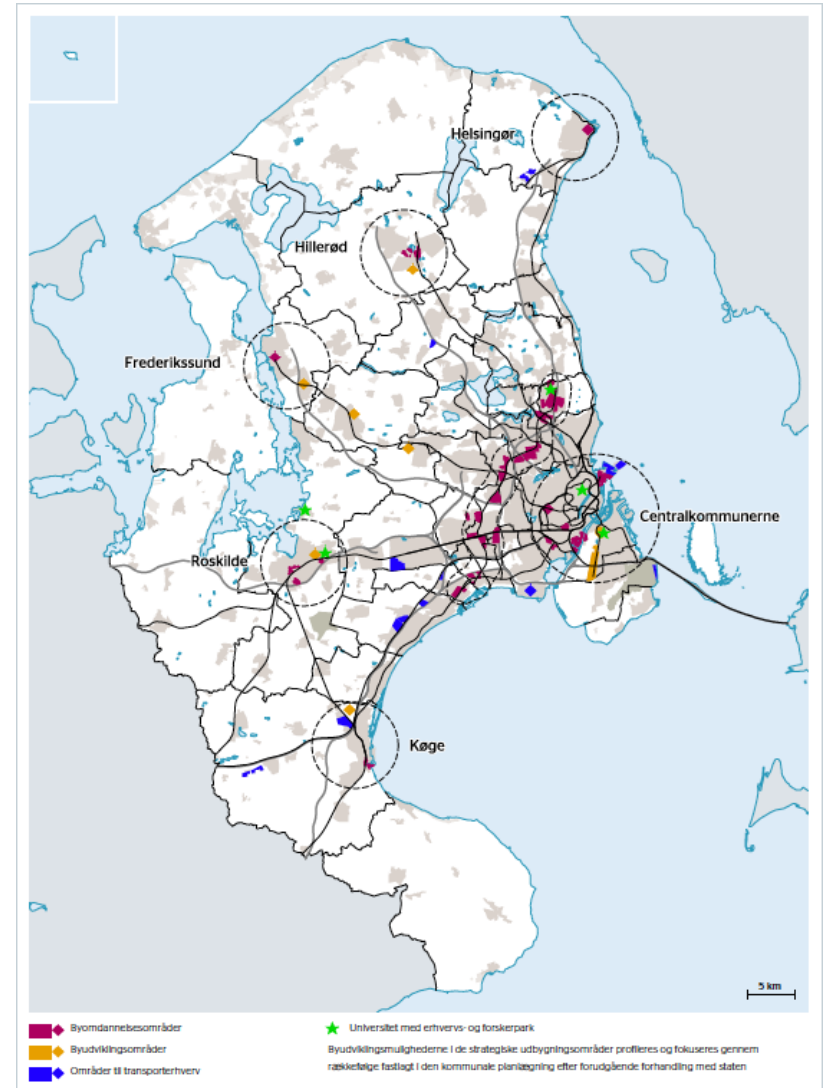 Helsingør
Hillerød
Frederikssund
Centralkommunerne
Roskilde
Køge
5 km
Byomdannelsesområder
Byudviklingsområder
Områder til transporterhverv
Universitet med erhvervs- og forskerpark
Byudviklingsmulighederne i de strategiske udbygningsområder profileres og fokuseres gennem
rækkefølge fastlagt i den kommunale planlægning efter forudgående forhandling med staten